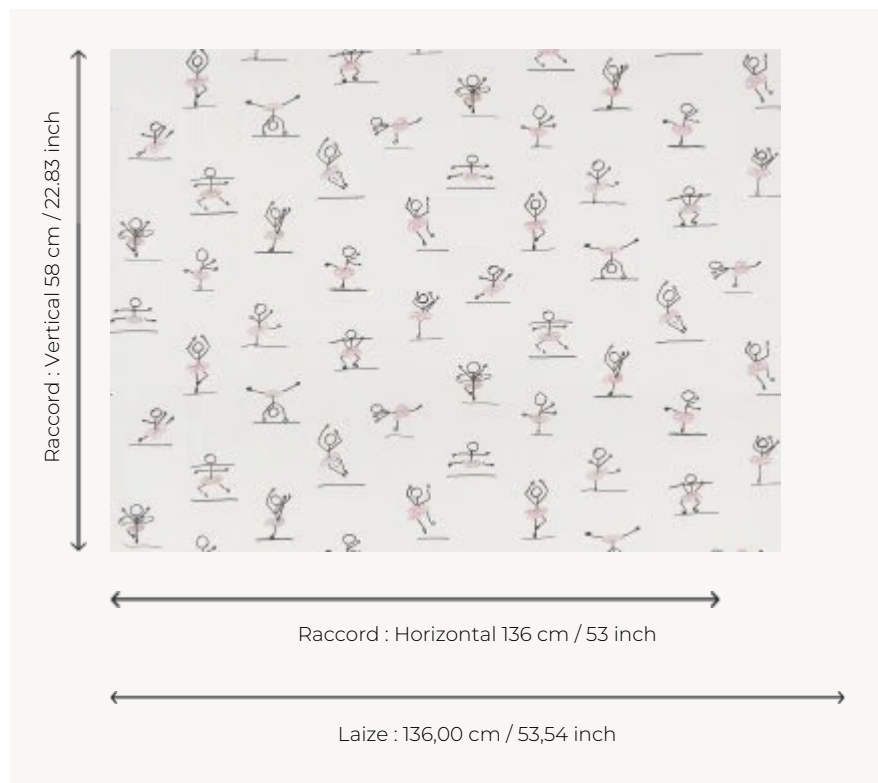 Raccord : Vertical 58 cm / 22.83 inch
Raccord : Horizontal 136 cm / 53 inch
Laize : 136,00 cm / 53,54 inch